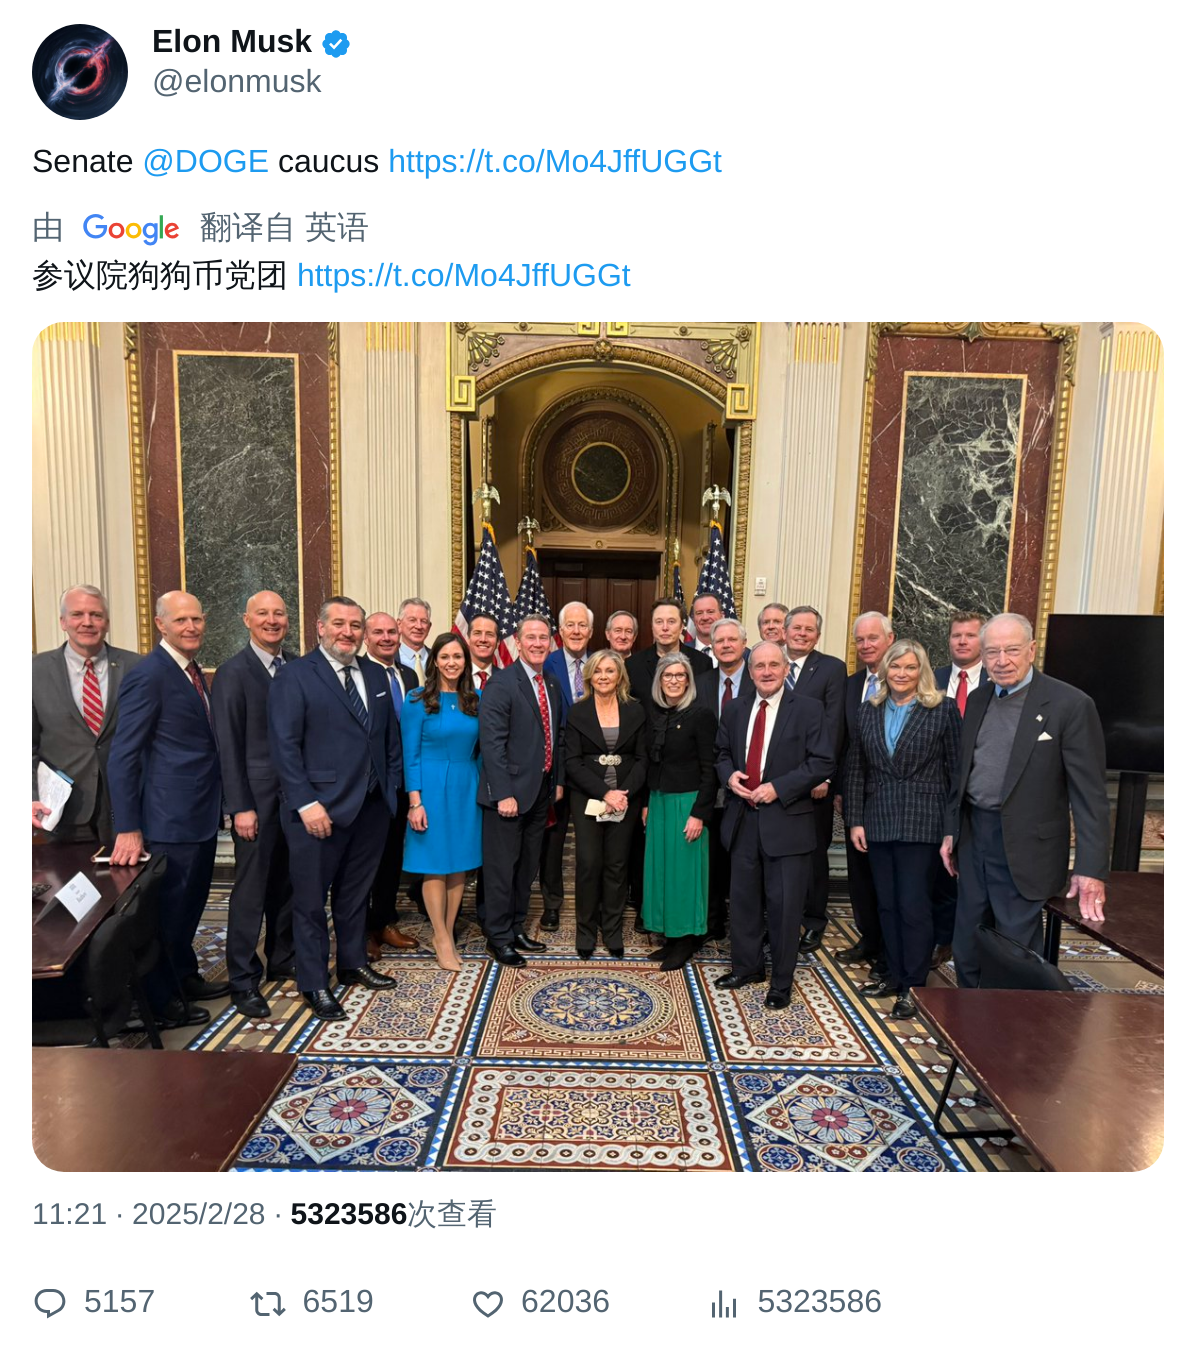 Elon Musk
@elonmusk
Senate @DOGE caucus https://t.co/Mo4JffUGGt
由 Google 翻译自 英语
参议院狗狗币党团 https://t.co/Mo4JffUGGt
11:21 · 2025/2/28 · 5323586次查看
5157 6519 62036 5323586